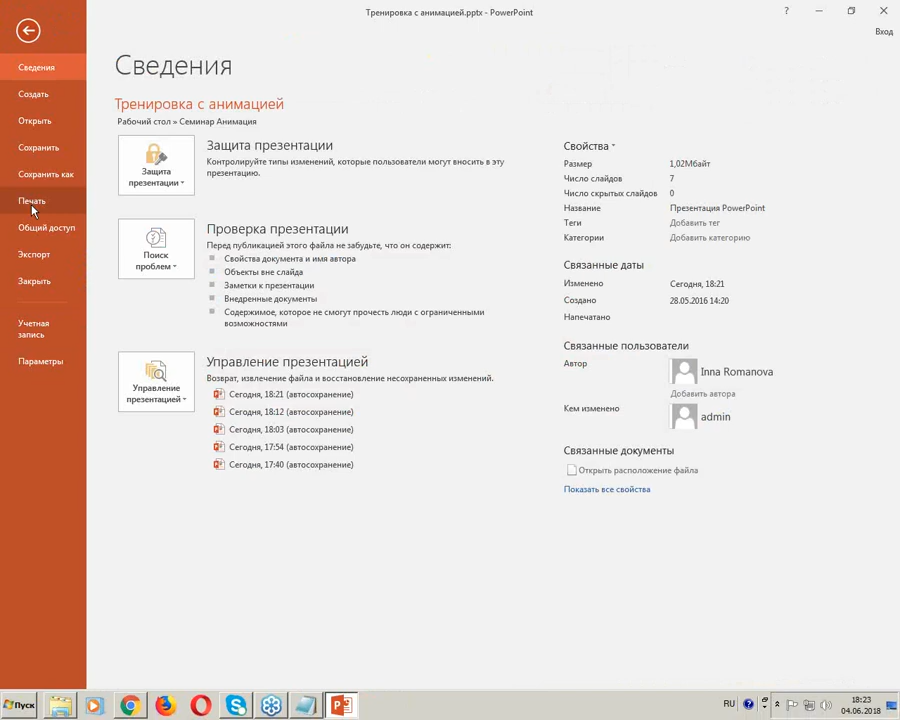 Тренировка с анимацией.pptx - PowerPoint
?
Вход
Сведения
Создать
Открыть
Сохранить
Сохранить как
Печать
Общий доступ
Экспорт
Закрыть
Учетная
запись
Параметры
Сведения
Тренировка с анимацией
Рабочий стол » Семинар Анимация
Защита
презентации
Защита презентации
Контролируйте типы изменений, которые пользователи могут вносить в эту
презентацию.
Поиск
проблем
Проверка презентации
Перед публикацией этого файла не забудьте, что он содержит:
Свойства документа и имя автора
Объекты вне слайда
Заметки к презентации
Внедренные документы
Содержимое, которое не смогут прочесть люди с ограниченными
возможностями
Управление
презентацией
Управление презентацией
Возврат, извлечение файла и восстановление несохраненных изменений.
Сегодня, 18:21 (автосохранение)
Сегодня, 18:12 (автосохранение)
Сегодня, 18:03 (автосохранение)
Сегодня, 17:54 (автосохранение)
Сегодня, 17:40 (автосохранение)
Свойства
Размер 1,02Мбайт
Число слайдов 7
Число скрытых слайдов 0
Название Презентация PowerPoint
Теги Добавить тег
Категории Добавить категорию
Связанные даты
Изменено Сегодня, 18:21
Создано 28.05.2016 14:20
Напечатано
Связанные пользователи
Автор Inna Romanova
Добавить автора
Кем изменено admin
Связанные документы
Открыть расположение файла
Показать все свойства
Пуск
RU
18:23
04.06.2018